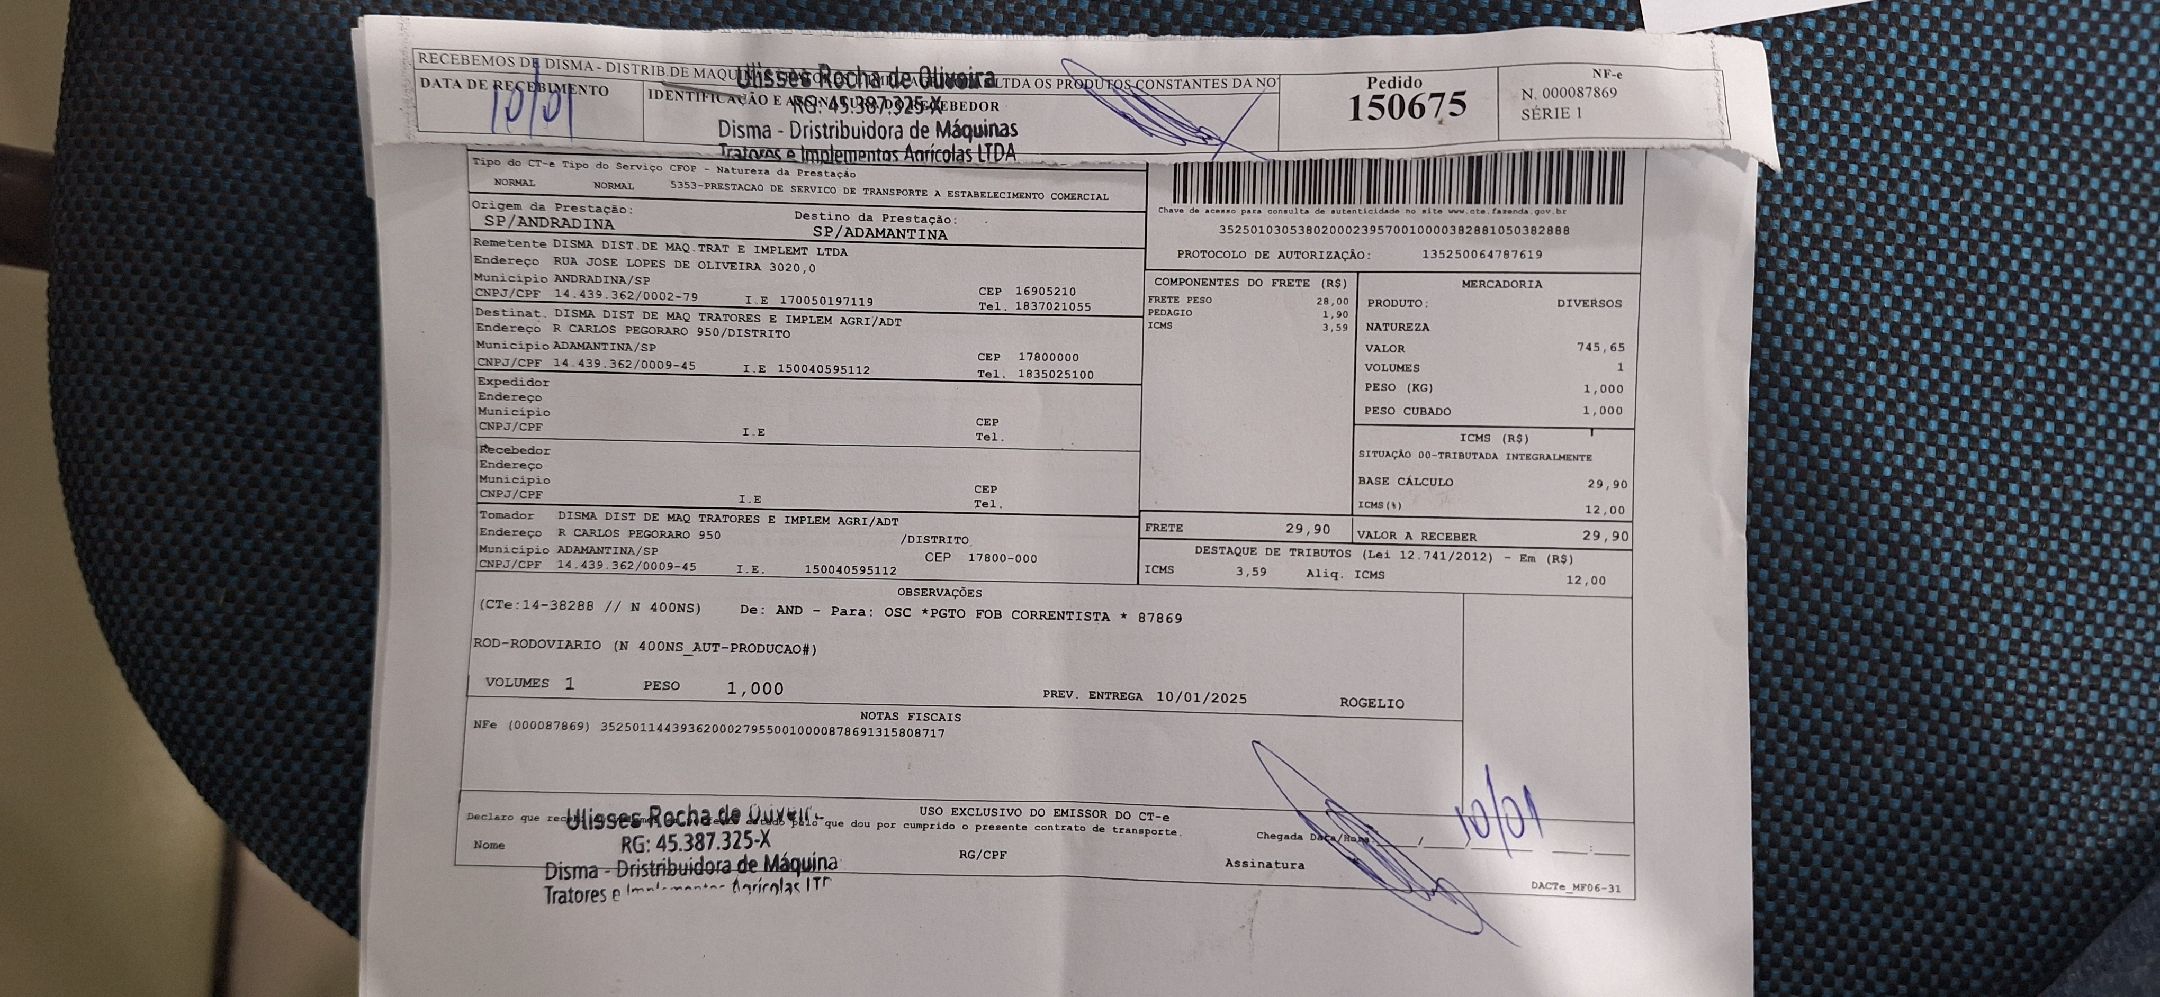 RECEBEMOS DE DISMA - DISTRIB.DE MAQU LTDA OS PRODUTOS CONSTANTES DA NO
DATA DE RECEBIMENTO
10/01
IDENTIFICAÇÃO E RECEBEDOR
Ulisses Rocha de Oliveira
RG: 45.387.325-X
Disma - Dristribuidora de Máquinas
Tratores e Implementos Agrícolas LTDA
Pedido
150675
NF-e
N. 000087869
SÉRIE 1
Tipo do CT-e Tipo do Serviço CFOP - Natureza da Prestação
NORMAL NORMAL 5353-PRESTACAO DE SERVICO DE TRANSPORTE A ESTABELECIMENTO COMERCIAL
Origem da Prestação: Destino da Prestação:
SP/ANDRADINA SP/ADAMANTINA
Chave de acesso para consulta de autenticidade no site www.cte.fazenda.gov.br
35250103053802000239570010000382881050382888
PROTOCOLO DE AUTORIZAÇÃO: 135250064787619
Remetente DISMA DIST.DE MAQ.TRAT E IMPLEMT LTDA
Endereço RUA JOSE LOPES DE OLIVEIRA 3020,0
Município ANDRADINA/SP CEP 16905210
CNPJ/CPF 14.439.362/0002-79 I.E 170050197119 Tel. 1837021055
Destinat. DISMA DIST DE MAQ TRATORES E IMPLEM AGRI/ADT
Endereço R CARLOS PEGORARO 950/DISTRITO
Município ADAMANTINA/SP CEP 17800000
CNPJ/CPF 14.439.362/0009-45 I.E 150040595112 Tel. 1835025100
Expedidor
Endereço
Município CEP
CNPJ/CPF I.E Tel.
Recebedor
Endereço
Município CEP
CNPJ/CPF I.E Tel.
Tomador DISMA DIST DE MAQ TRATORES E IMPLEM AGRI/ADT
Endereço R CARLOS PEGORARO 950 /DISTRITO
Município ADAMANTINA/SP CEP 17800-000
CNPJ/CPF 14.439.362/0009-45 I.E. 150040595112
COMPONENTES DO FRETE (R$)
FRETE PESO 28,00
PEDAGIO 1,90
ICMS 3,59
MERCADORIA
PRODUTO: DIVERSOS
NATUREZA
VALOR 745,65
VOLUMES 1
PESO (KG) 1,000
PESO CUBADO 1,000
ICMS (R$)
SITUAÇÃO 00-TRIBUTADA INTEGRALMENTE
BASE CÁLCULO 29,90
ICMS(%) 12,00
FRETE 29,90 VALOR A RECEBER 29,90
DESTAQUE DE TRIBUTOS (Lei 12.741/2012) - Em (R$)
ICMS 3,59 Aliq. ICMS 12,00
OBSERVAÇÕES
(CTe:14-38288 // N 400NS) De: AND - Para: OSC *PGTO FOB CORRENTISTA * 87869
ROD-RODOVIARIO (N 400NS_AUT-PRODUCAO#)
VOLUMES 1 PESO 1,000 PREV. ENTREGA 10/01/2025 ROGELIO
NOTAS FISCAIS
NFe (000087869) 35250114439362000279550010000878691315808717
USO EXCLUSIVO DO EMISSOR DO CT-e
Declaro que que dou por cumprido o presente contrato de transporte.
Nome RG/CPF Assinatura
Chegada Data/Hora
10/01
Ulisses Rocha de Oliveira
RG: 45.387.325-X
Disma - Dristribuidora de Máquina
Tratores e Implementos Agrícolas LTD
DACTe_MF06-31